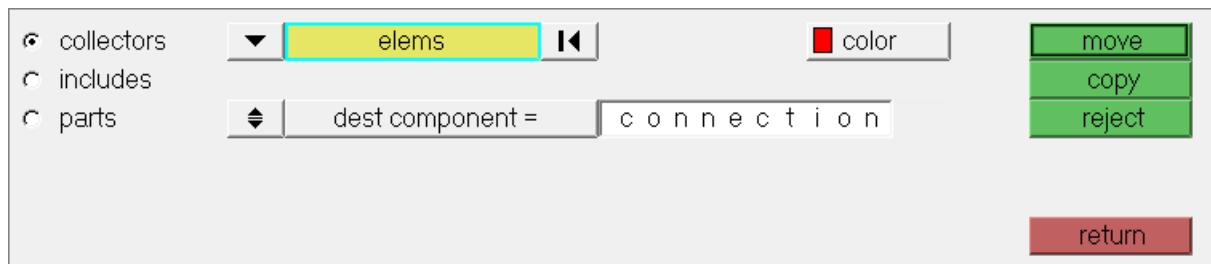 collectors elems color move
includes copy
parts dest component = connection reject
return